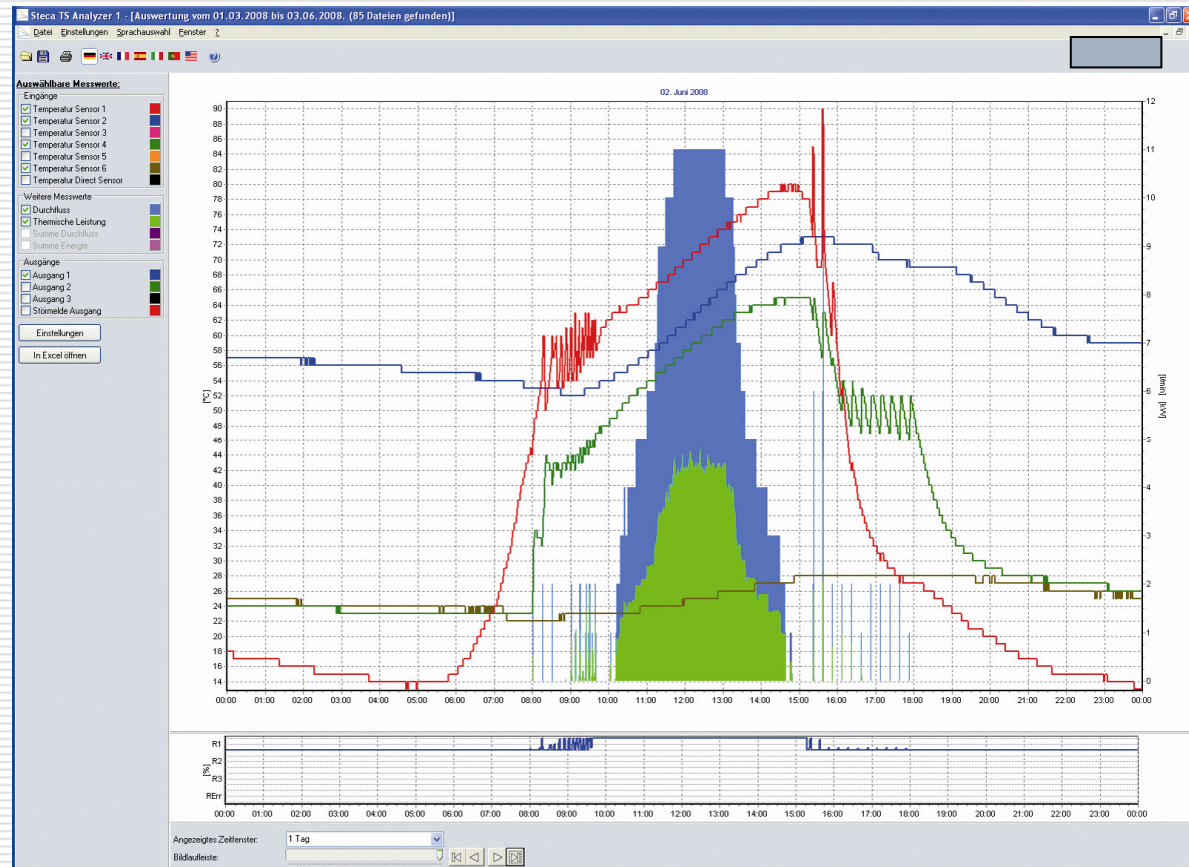 Steca TS Analyzer 1 - [Auswertung vom 01.03.2008 bis 03.06.2008. (85 Dateien gefunden)]
Datei Einstellungen Sprachauswahl Fenster ?
Auswählbare Messwerte:
Eingänge
Temperatur Sensor 1
Temperatur Sensor 2
Temperatur Sensor 3
Temperatur Sensor 4
Temperatur Sensor 5
Temperatur Sensor 6
Temperatur Direct Sensor
Weitere Messwerte
Durchfluss
Thermische Leistung
Summe Durchfluss
Summe Energie
Ausgänge
Ausgang 1
Ausgang 2
Ausgang 3
Störmelde Ausgang
Einstellungen
In Excel öffnen
02. Juni 2008
90
88
86
84
82
80
78
76
74
72
70
68
66
64
62
60
58
56
54
52
50
48
46
44
42
40
38
36
34
32
30
28
26
24
22
20
18
16
14
[°C]
12
11
10
9
8
7
6
5
4
3
2
1
0
[l/min] [kW]
00:00 01:00 02:00 03:00 04:00 05:00 06:00 07:00 08:00 09:00 10:00 11:00 12:00 13:00 14:00 15:00 16:00 17:00 18:00 19:00 20:00 21:00 22:00 23:00 00:00
R1
R2
R3
RErr
[%]
00:00 01:00 02:00 03:00 04:00 05:00 06:00 07:00 08:00 09:00 10:00 11:00 12:00 13:00 14:00 15:00 16:00 17:00 18:00 19:00 20:00 21:00 22:00 23:00 00:00
Angezeigtes Zeitfenster: 1 Tag
Bildlaufleiste: